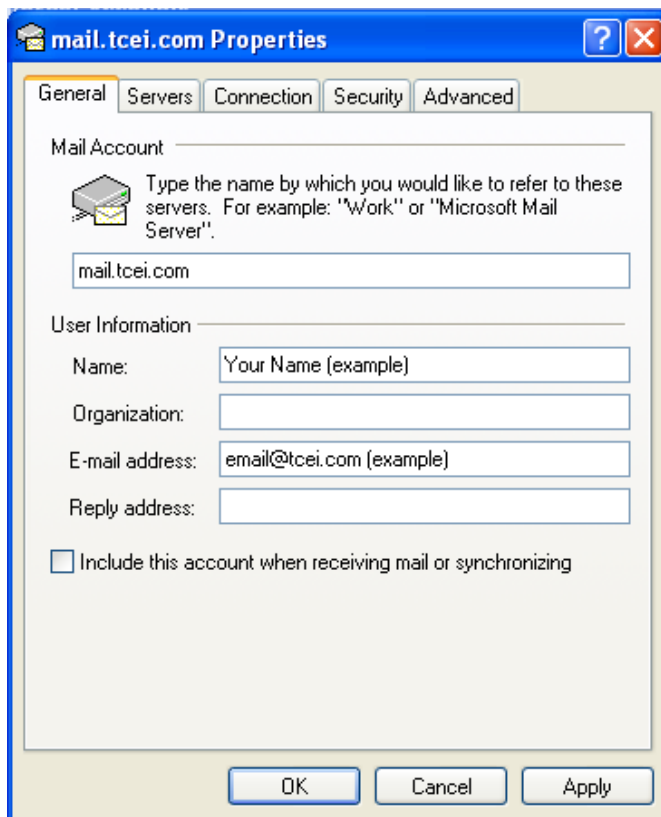 mail.tcei.com Properties
?
General Servers Connection Security Advanced
Mail Account
Type the name by which you would like to refer to these
servers. For example: "Work" or "Microsoft Mail
Server".
mail.tcei.com
User Information
Name: Your Name (example)
Organization:
E-mail address: email@tcei.com (example)
Reply address:
Include this account when receiving mail or synchronizing
OK Cancel Apply